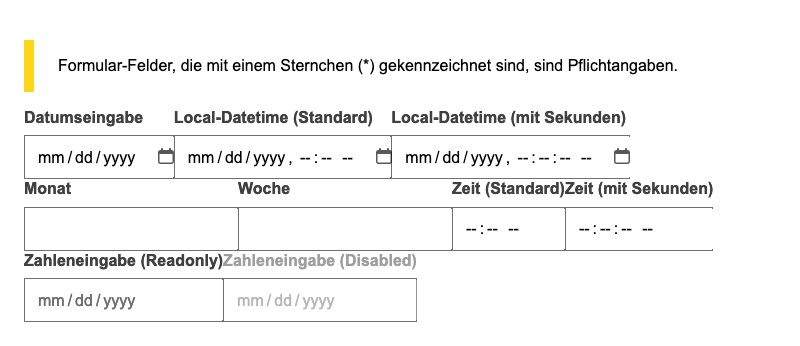 Formular-Felder, die mit einem Sternchen (*) gekennzeichnet sind, sind Pflichtangaben.
Datumseingabe Local-Datetime (Standard) Local-Datetime (mit Sekunden)
mm/dd/yyyy mm/dd/yyyy, --:-- -- mm/dd/yyyy, --:--:-- --
Monat Woche Zeit (Standard) Zeit (mit Sekunden)
--:-- -- --:--:-- --
Zahleneingabe (Readonly) Zahleneingabe (Disabled)
mm/dd/yyyy mm/dd/yyyy